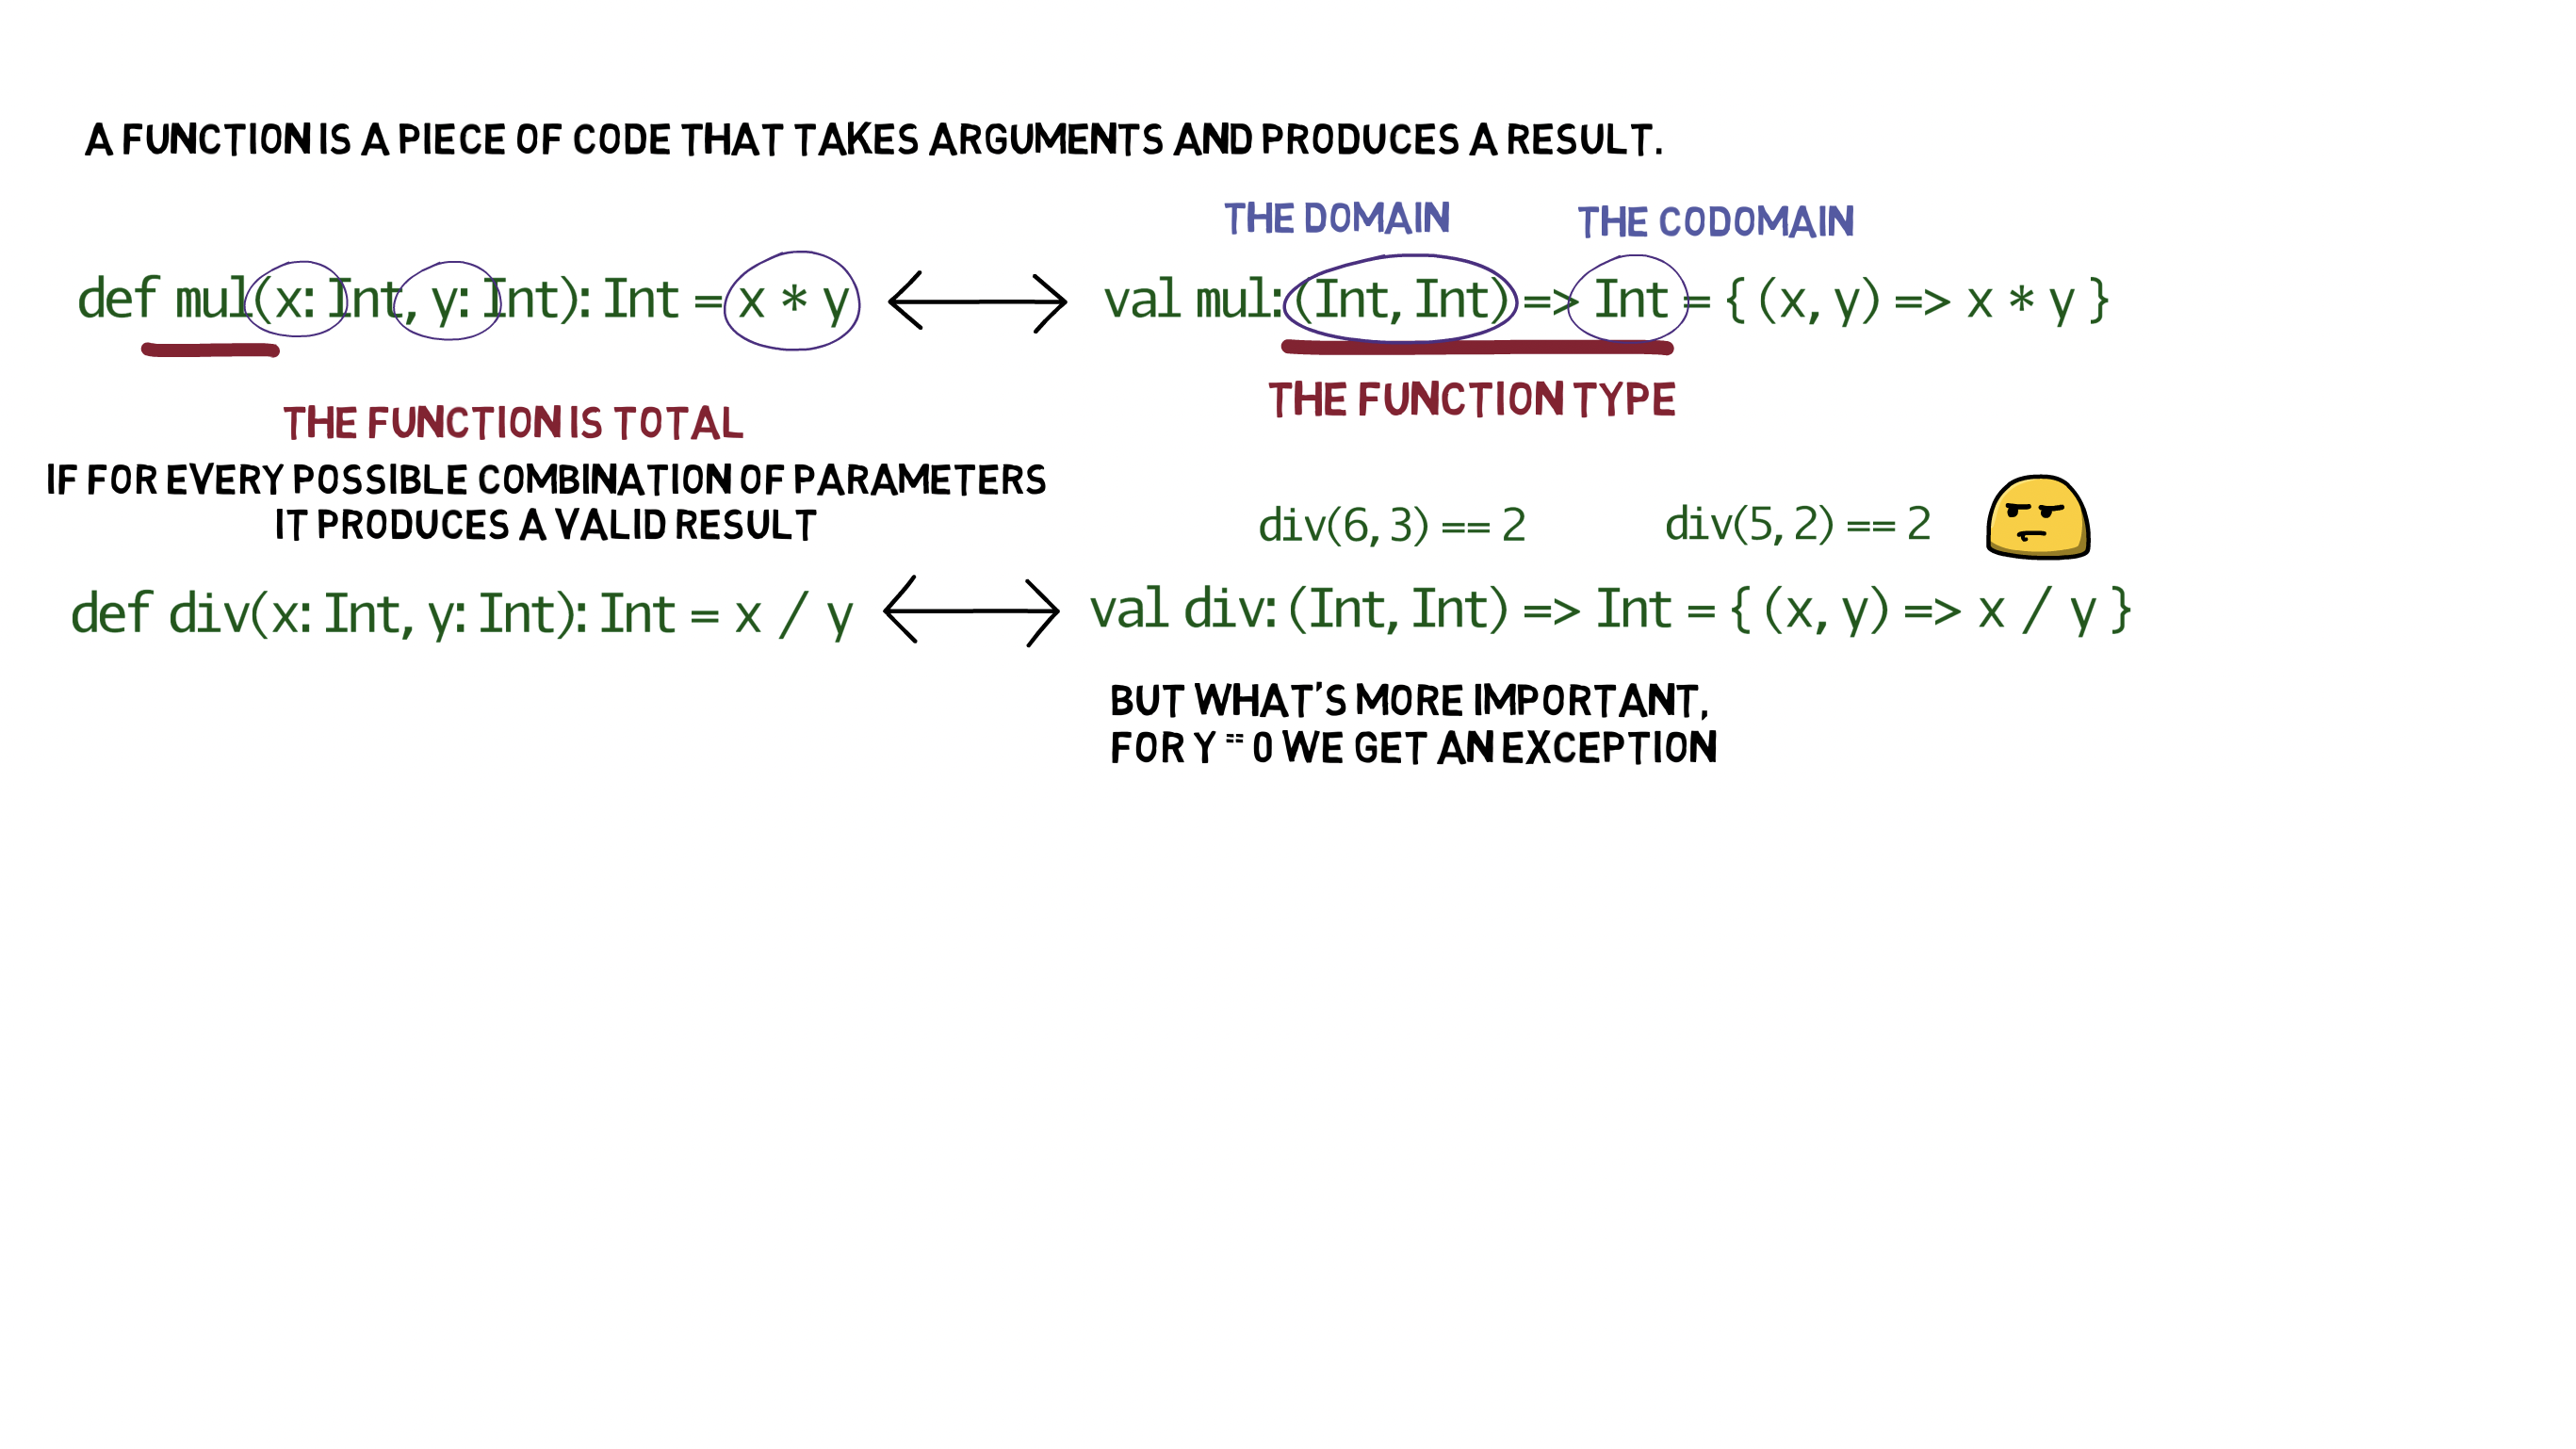 A FUNCTION IS A PIECE OF CODE THAT TAKES ARGUMENTS AND PRODUCES A RESULT.
THE DOMAIN
THE CODOMAIN
def mul(x: Int, y: Int): Int = x * y
val mul: (Int, Int) => Int = { (x, y) => x * y }
THE FUNCTION TYPE
THE FUNCTION IS TOTAL
IF FOR EVERY POSSIBLE COMBINATION OF PARAMETERS
IT PRODUCES A VALID RESULT
div(6, 3) == 2
div(5, 2) == 2
def div(x: Int, y: Int): Int = x / y
val div: (Int, Int) => Int = { (x, y) => x / y }
BUT WHAT'S MORE IMPORTANT,
FOR Y == 0 WE GET AN EXCEPTION